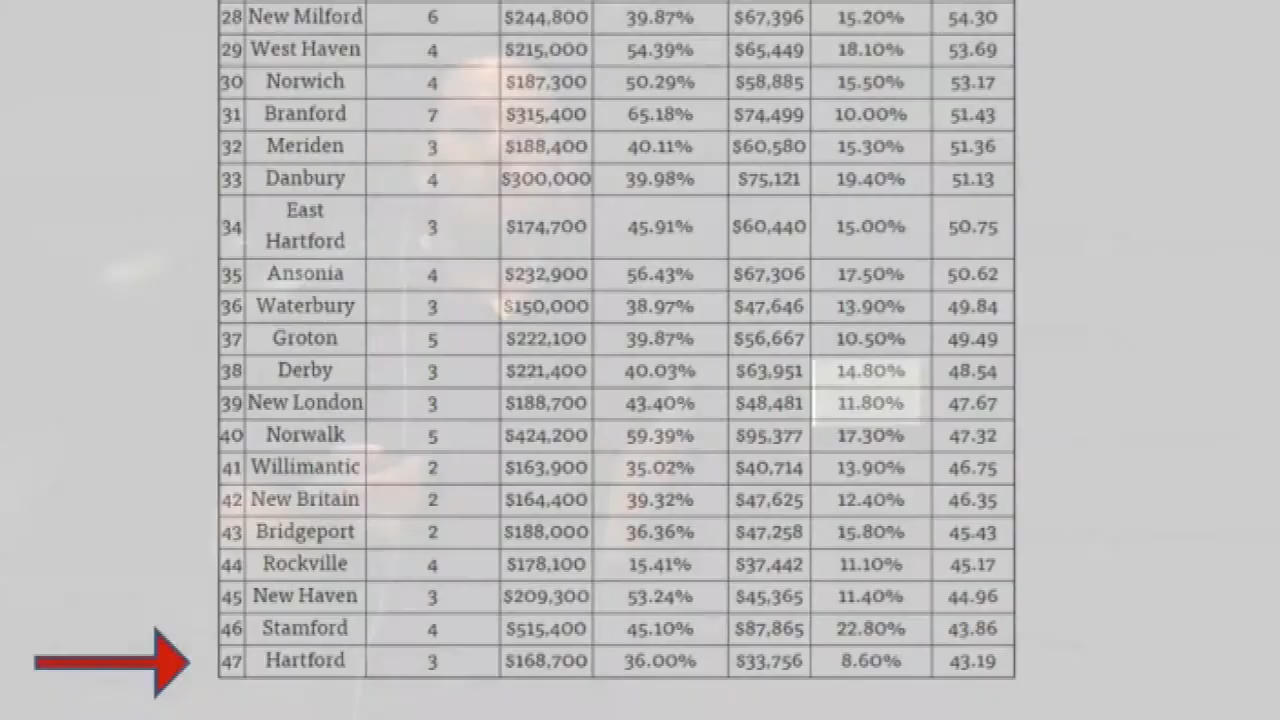 28 New Milford 6 $244,800 39.87% $67,396 15.20% 54.30
29 West Haven 4 $215,000 54.39% $65,449 18.10% 53.69
30 Norwich 4 $187,300 50.29% $58,885 15.50% 53.17
31 Branford 7 $315,400 65.18% $74,499 10.00% 51.43
32 Meriden 3 $188,400 40.11% $60,580 15.30% 51.36
33 Danbury 4 $300,000 39.98% $75,121 19.40% 51.13
34 East Hartford 3 $174,700 45.91% $60,440 15.00% 50.75
35 Ansonia 4 $232,900 56.43% $67,306 17.50% 50.62
36 Waterbury 3 $150,000 38.97% $47,646 13.90% 49.84
37 Groton 5 $222,100 39.87% $56,667 10.50% 49.49
38 Derby 3 $221,400 40.03% $63,951 14.80% 48.54
39 New London 3 $188,700 43.40% $48,481 11.80% 47.67
40 Norwalk 5 $424,200 59.39% $95,377 17.30% 47.32
41 Willimantic 2 $163,900 35.02% $40,714 13.90% 46.75
42 New Britain 2 $164,400 39.32% $47,625 12.40% 46.35
43 Bridgeport 2 $188,000 36.36% $47,258 15.80% 45.43
44 Rockville 4 $178,100 15.41% $37,442 11.10% 45.17
45 New Haven 3 $209,300 53.24% $45,365 11.40% 44.96
46 Stamford 4 $515,400 45.10% $87,865 22.80% 43.86
47 Hartford 3 $168,700 36.00% $33,756 8.60% 43.19